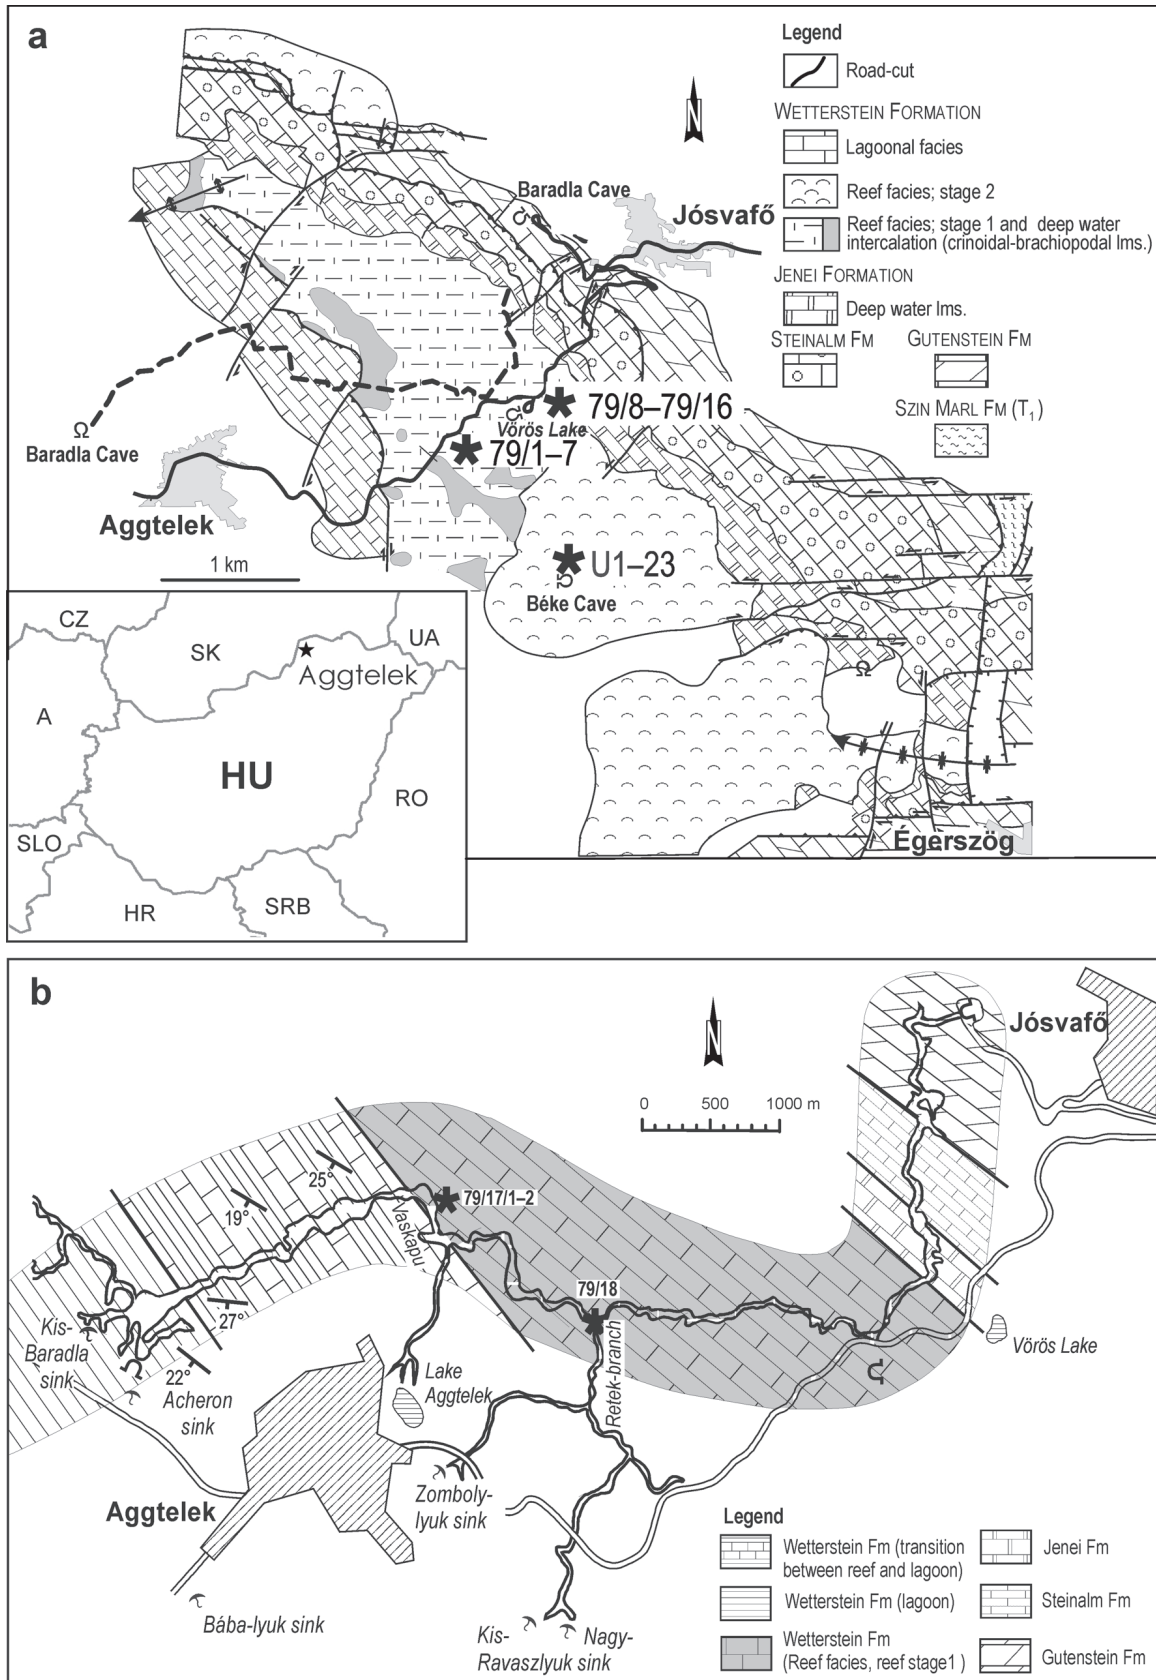 a
Legend
Road-cut
WETTERSTEIN FORMATION
Lagoonal facies
Reef facies; stage 2
Reef facies; stage 1 and deep water
intercalation (crinoidal-brachiopodal lms.)
JENEI FORMATION
Deep water lms.
STEINALM FM
GUTENSTEIN FM
SZIN MARL FM (T1)
N
Baradla Cave
Jósvafő
79/8–79/16
Vörös Lake
79/1–7
Baradla Cave
Aggtelek
1 km
U1–23
Béke Cave
Égerszög
CZ
SK
UA
Aggtelek
A
HU
RO
SLO
HR
SRB
b
N
Jósvafő
0 500 1000 m
25°
19°
79/17/1–2
Vaskapu
27°
79/18
Kis-
Baradla
sink
22°
Acheron
sink
Lake
Aggtelek
Retek-branch
Vörös Lake
Aggtelek
Zomboly-
lyuk sink
Bába-lyuk sink
Kis-
Nagy-
Ravaszlyuk sink
Legend
Wetterstein Fm (transition
between reef and lagoon)
Wetterstein Fm (lagoon)
Wetterstein Fm
(Reef facies, reef stage1 )
Jenei Fm
Steinalm Fm
Gutenstein Fm